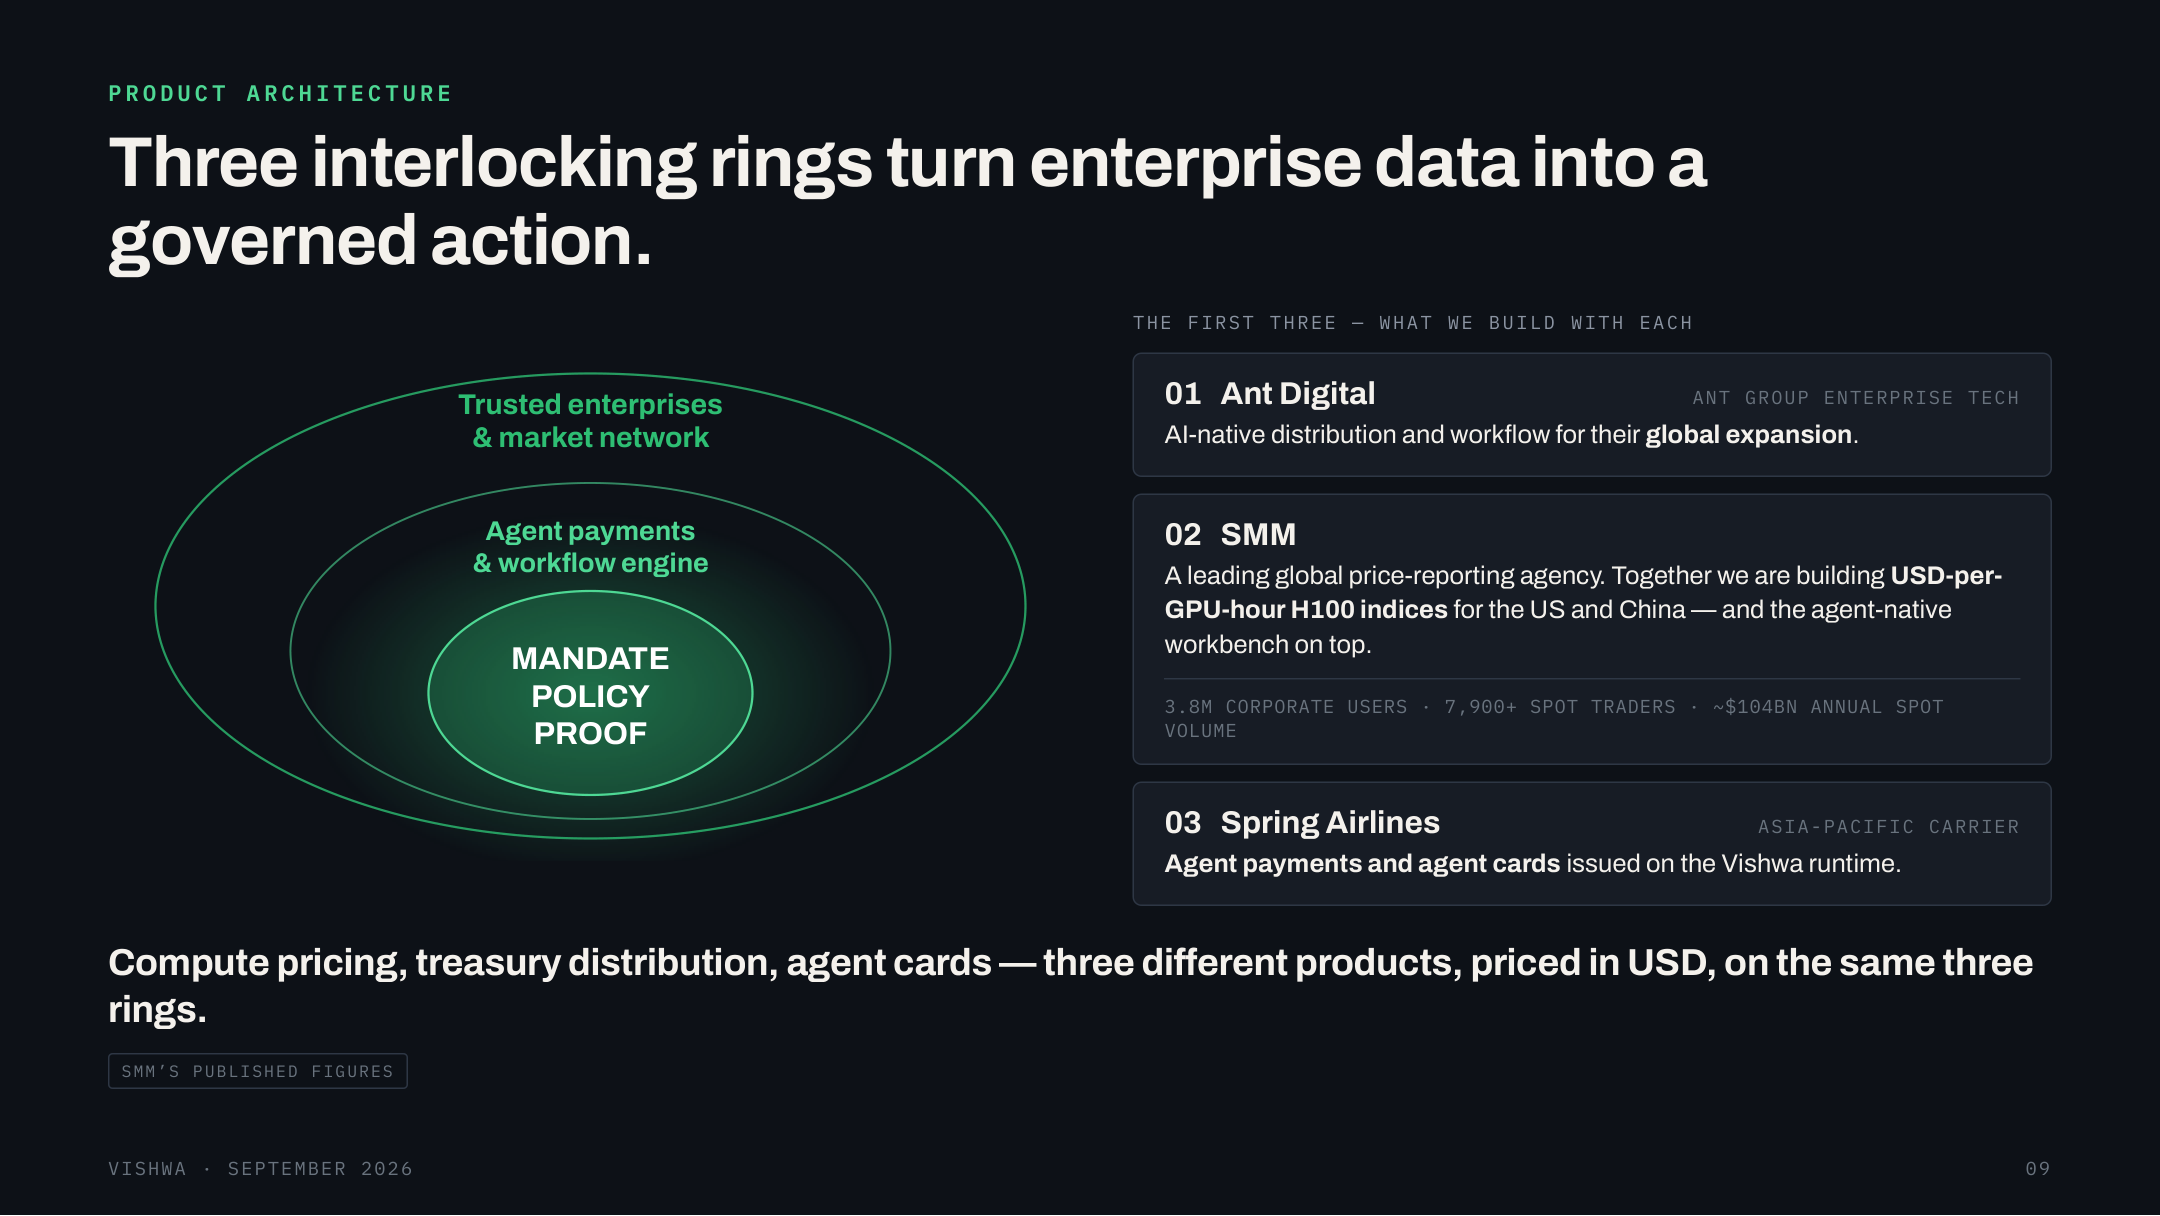 PRODUCT ARCHITECTURE
Three interlocking rings turn enterprise data into a
governed action.
Trusted enterprises
& market network
Agent payments
& workflow engine
MANDATE
POLICY
PROOF
THE FIRST THREE — WHAT WE BUILD WITH EACH
01 Ant Digital ANT GROUP ENTERPRISE TECH
AI-native distribution and workflow for their global expansion.
02 SMM
A leading global price-reporting agency. Together we are building USD-per-
GPU-hour H100 indices for the US and China — and the agent-native
workbench on top.
3.8M CORPORATE USERS · 7,900+ SPOT TRADERS · ~$104BN ANNUAL SPOT
VOLUME
03 Spring Airlines ASIA-PACIFIC CARRIER
Agent payments and agent cards issued on the Vishwa runtime.
Compute pricing, treasury distribution, agent cards — three different products, priced in USD, on the same three
rings.
SMM’S PUBLISHED FIGURES
VISHWA · SEPTEMBER 2026 09